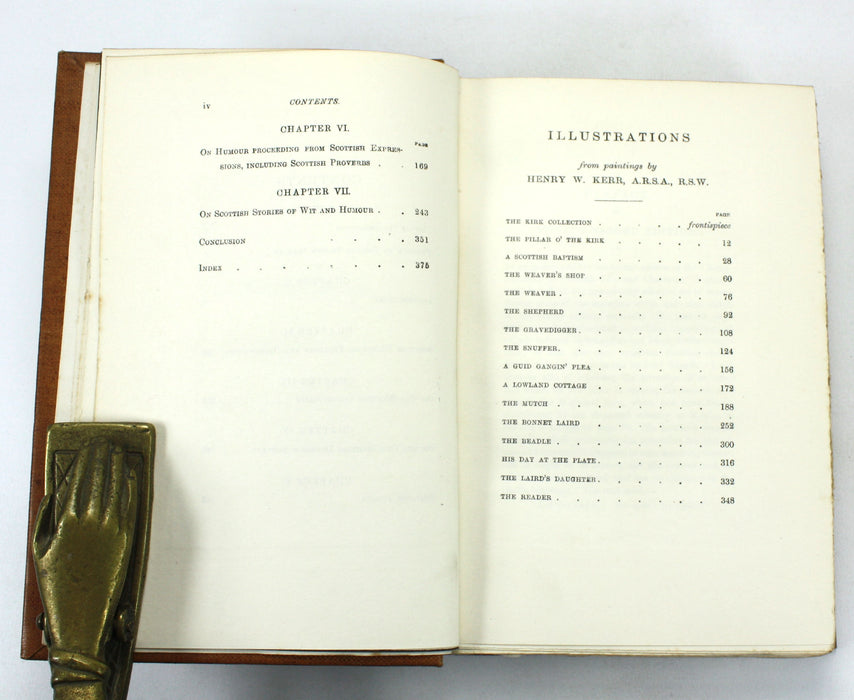 iv CONTENTS.
CHAPTER VI.
PAGE
On Humour proceeding from Scottish Expres-
sions, including Scottish Proverbs . . 169
CHAPTER VII.
On Scottish Stories of Wit and Humour . . 243
Conclusion . . . . 351
Index . . . . . . . . 375
ILLUSTRATIONS
from paintings by
HENRY W. KERR, A.R.S.A., R.S.W.
PAGE
THE KIRK COLLECTION . . . . . frontispiece
THE PILLAR O' THE KIRK . . . . . 12
A SCOTTISH BAPTISM . . . . . . 28
THE WEAVER'S SHOP . . . . . . 60
THE WEAVER . . . . . . . 76
THE SHEPHERD . . . . . . . 92
THE GRAVEDIGGER . . . . . . . 108
THE SNUFFER . . . . . . 124
A GUID GANGIN' PLEA . . . . . . 156
A LOWLAND COTTAGE . . . . . . 172
THE MUTCH . . . . . . . 188
THE BONNET LAIRD . . . . . . 252
THE BEADLE . . . . . . . 300
HIS DAY AT THE PLATE . . . . . . 316
THE LAIRD'S DAUGHTER . . . . . . 332
THE READER . . . . . . . 348